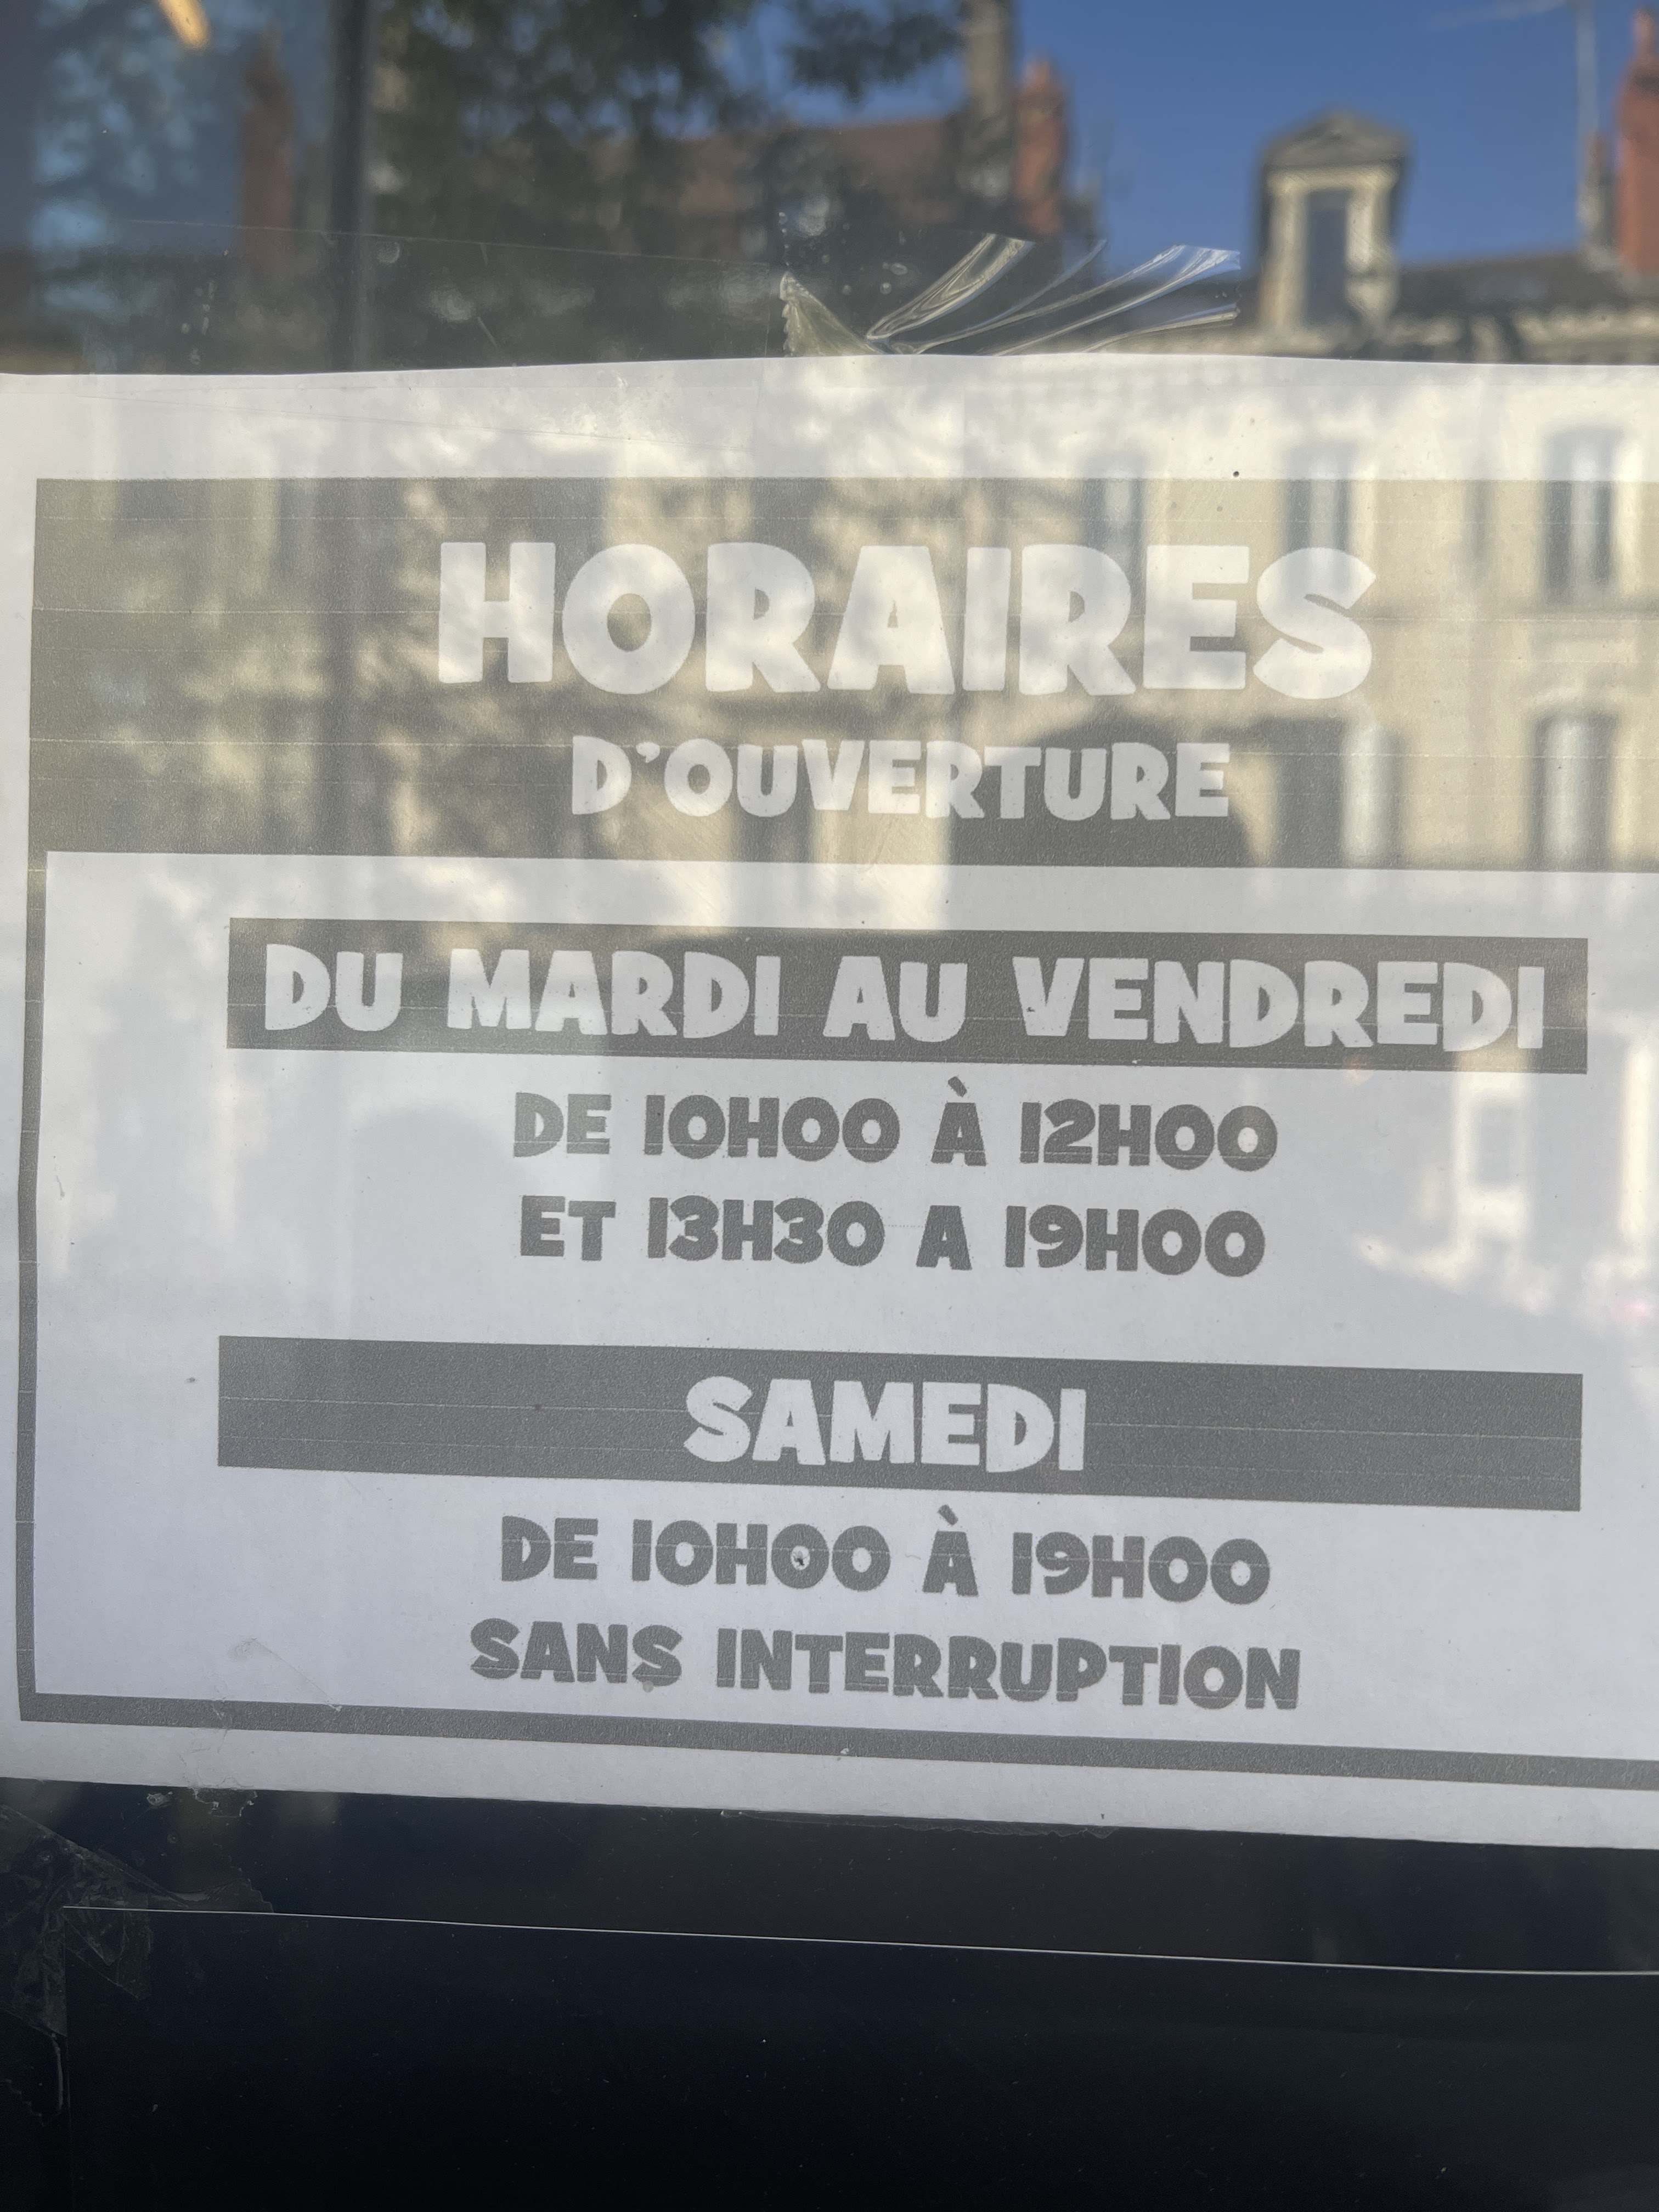 HORAIRES
D'OUVERTURE
DU MARDI AU VENDREDI
DE 10H00 À 12H00
ET 13H30 A 19H00
SAMEDI
DE 10H00 À 19H00
SANS INTERRUPTION